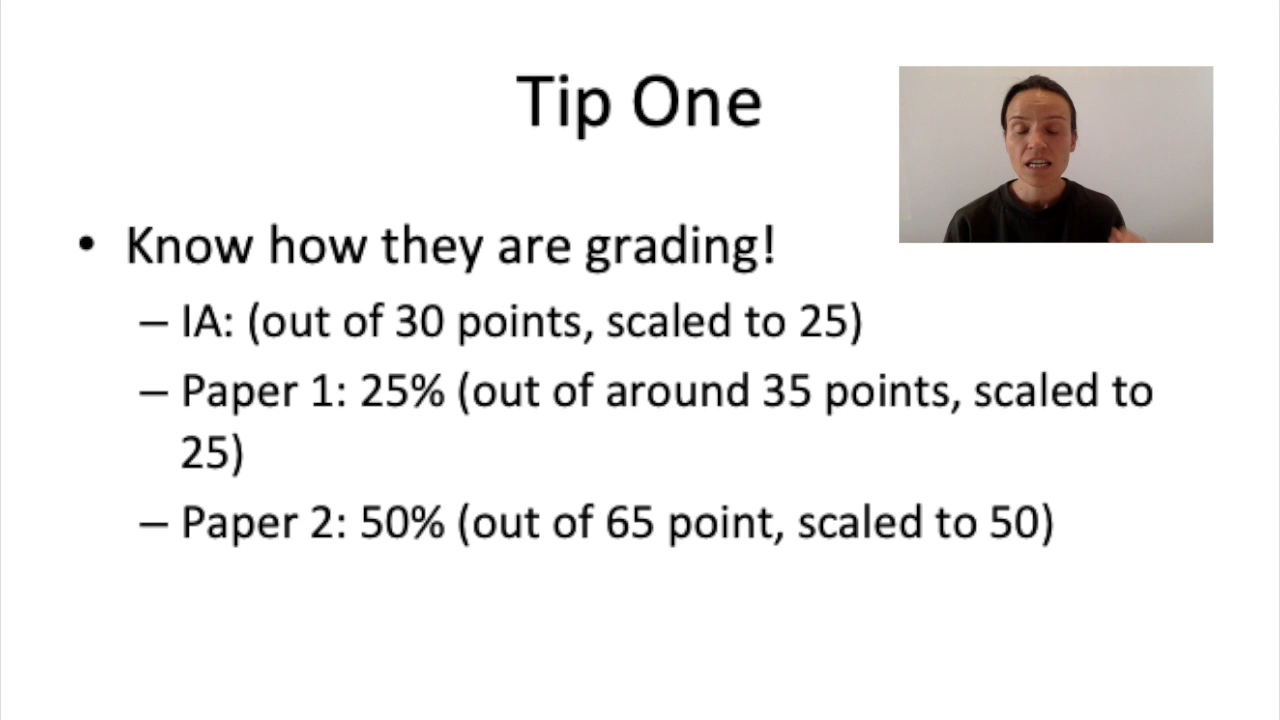 Tip One
• Know how they are grading!
– IA: (out of 30 points, scaled to 25)
– Paper 1: 25% (out of around 35 points, scaled to
25)
– Paper 2: 50% (out of 65 point, scaled to 50)